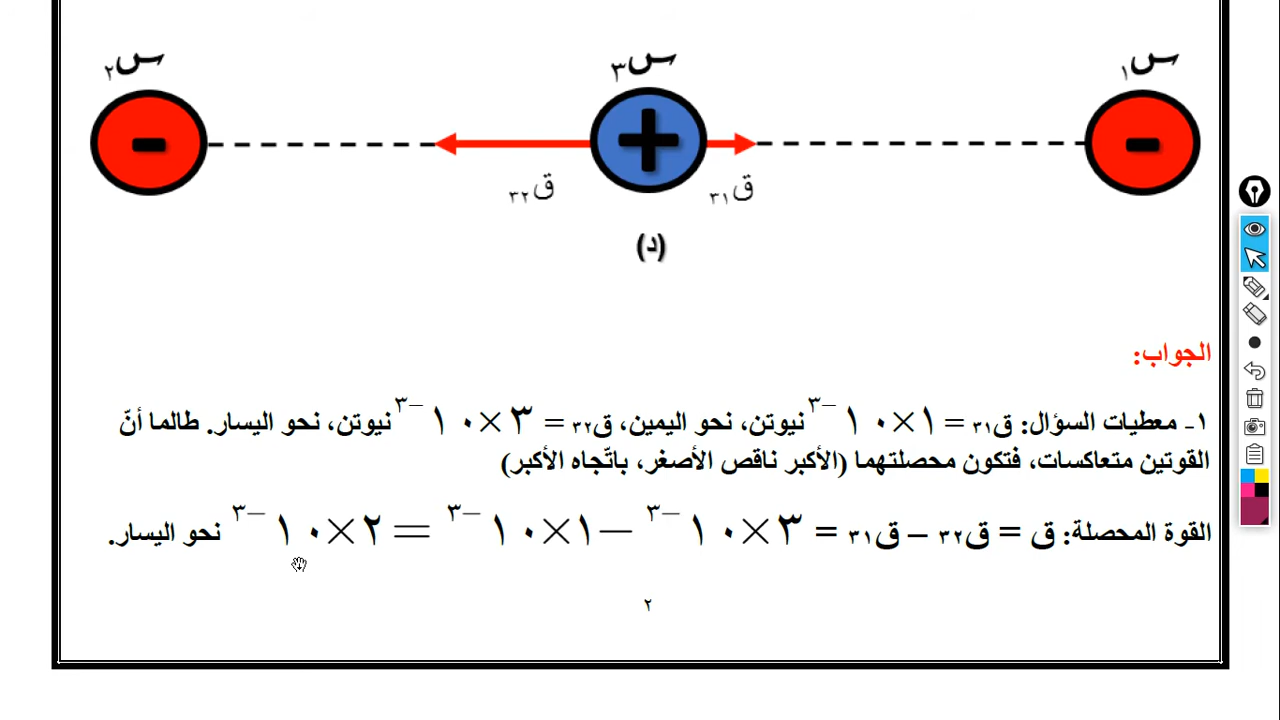 س١ س٣ س٢
+ - -
ق٣١ ق٣٢
(د)
الجواب:
١- معطيات السؤال: ق٣١ = ١×١٠−٣ نيوتن، نحو اليمين، ق٣٢ = ٣×١٠−٣ نيوتن، نحو اليسار. طالما أنّ
القوتين متعاكسات، فتكون محصلتهما (الأكبر ناقص الأصغر، باتّجاه الأكبر)
القوة المحصلة: ق = ق٣٢ – ق٣١ = ٣×١٠−٣ − ١×١٠−٣ = ٢×١٠−٣ نحو اليسار.
٢